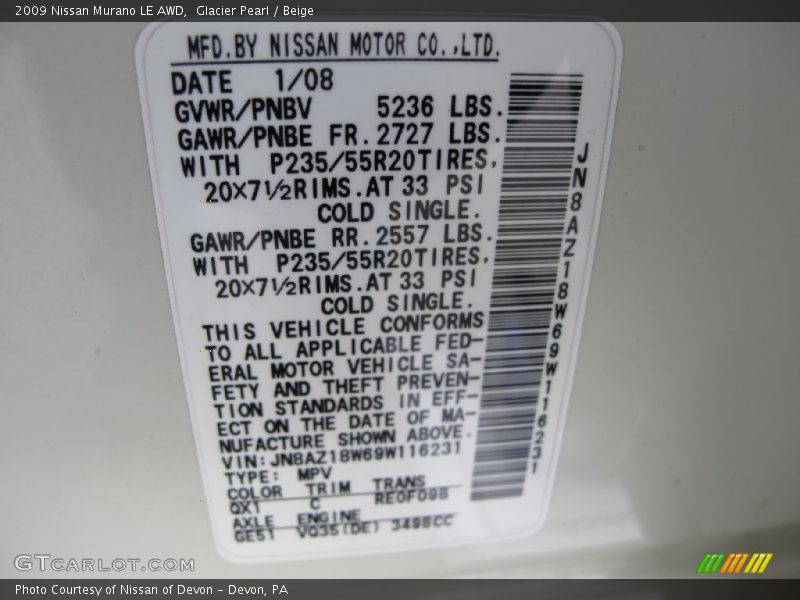 2009 Nissan Murano LE AWD, Glacier Pearl / Beige
MFD.BY NISSAN MOTOR CO.,LTD.
DATE 1/08
GVWR/PNBV 5236 LBS.
GAWR/PNBE FR. 2727 LBS.
WITH P235/55R20TIRES,
20X7½RIMS.AT 33 PSI
COLD SINGLE.
GAWR/PNBE RR. 2557 LBS.
WITH P235/55R20TIRES,
20X7½RIMS.AT 33 PSI
COLD SINGLE.
THIS VEHICLE CONFORMS
TO ALL APPLICABLE FED-
ERAL MOTOR VEHICLE SA-
FETY AND THEFT PREVEN-
TION STANDARDS IN EFF-
ECT ON THE DATE OF MA-
NUFACTURE SHOWN ABOVE.
VIN:JN8AZ18W69W116231
TYPE: MPV
COLOR TRIM TRANS
QX1 C RE0F09B
AXLE ENGINE
GE51 VQ35(DE) 3498CC
JN8AZ18W69W116231
GTCARLOT.COM
Photo Courtesy of Nissan of Devon - Devon, PA